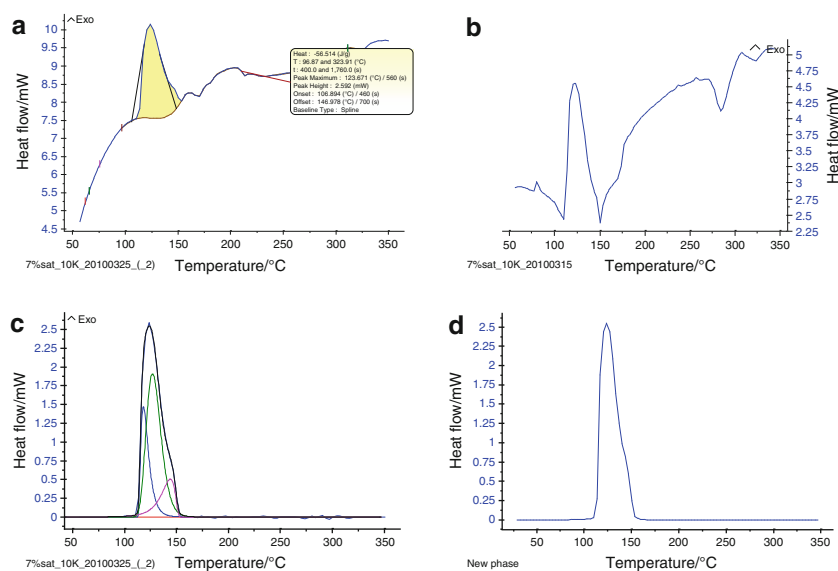 a
^ Exo
10
9.5
9
8.5
8
7.5
7
6.5
6
5.5
5
4.5
Heat flow/mW
Heat : -56.514 (J/g)
T : 96.87 and 323.91 (°C)
t : 400.0 and 1,760.0 (s)
Peak Maximum : 123.671 (°C) / 560 (s)
Peak Height : 2.592 (mW)
Onset : 106.894 (°C) / 460 (s)
Offset : 146.978 (°C) / 700 (s)
Baseline Type : Spline
50 100 150 200 250 300 350
7%sat_10K_20100325_(_2)
Temperature/°C
b
^ Exo
5
4.75
4.5
4.25
4
3.75
3.5
3.25
3
2.75
2.5
2.25
Heat flow/mW
Heat flow/mW
50 100 150 200 250 300 350
7%sat_10K_20100315
Temperature/°C
c
^ Exo
2.5
2.25
2
1.75
1.5
1.25
1
0.75
0.5
0.25
0
Heat flow/mW
50 100 150 200 250 300 350
7%sat_10K_20100325_(_2)
Temperature/°C
d
2.5
2.25
2
1.75
1.5
1.25
1
0.75
0.5
0.25
0
Heat flow/mW
50 100 150 200 250 300 350
New phase
Temperature/°C